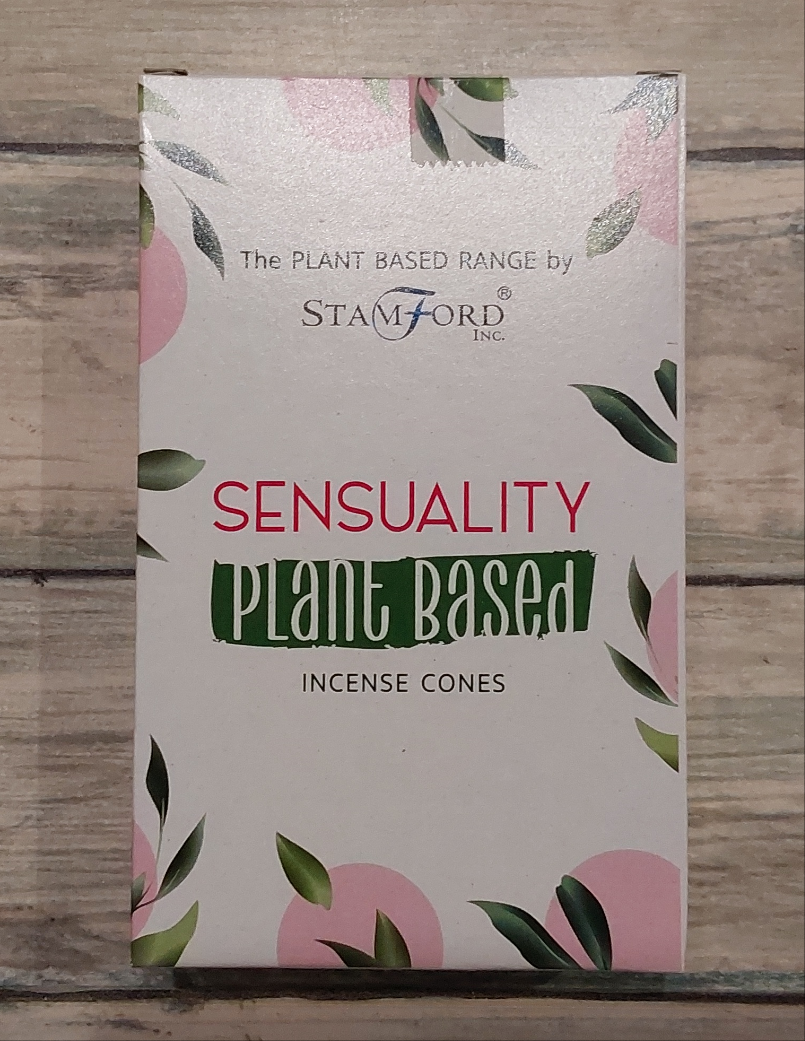 The PLANT BASED RANGE by
STAMFORD®
INC.
SENSUALITY
PLant Based
INCENSE CONES